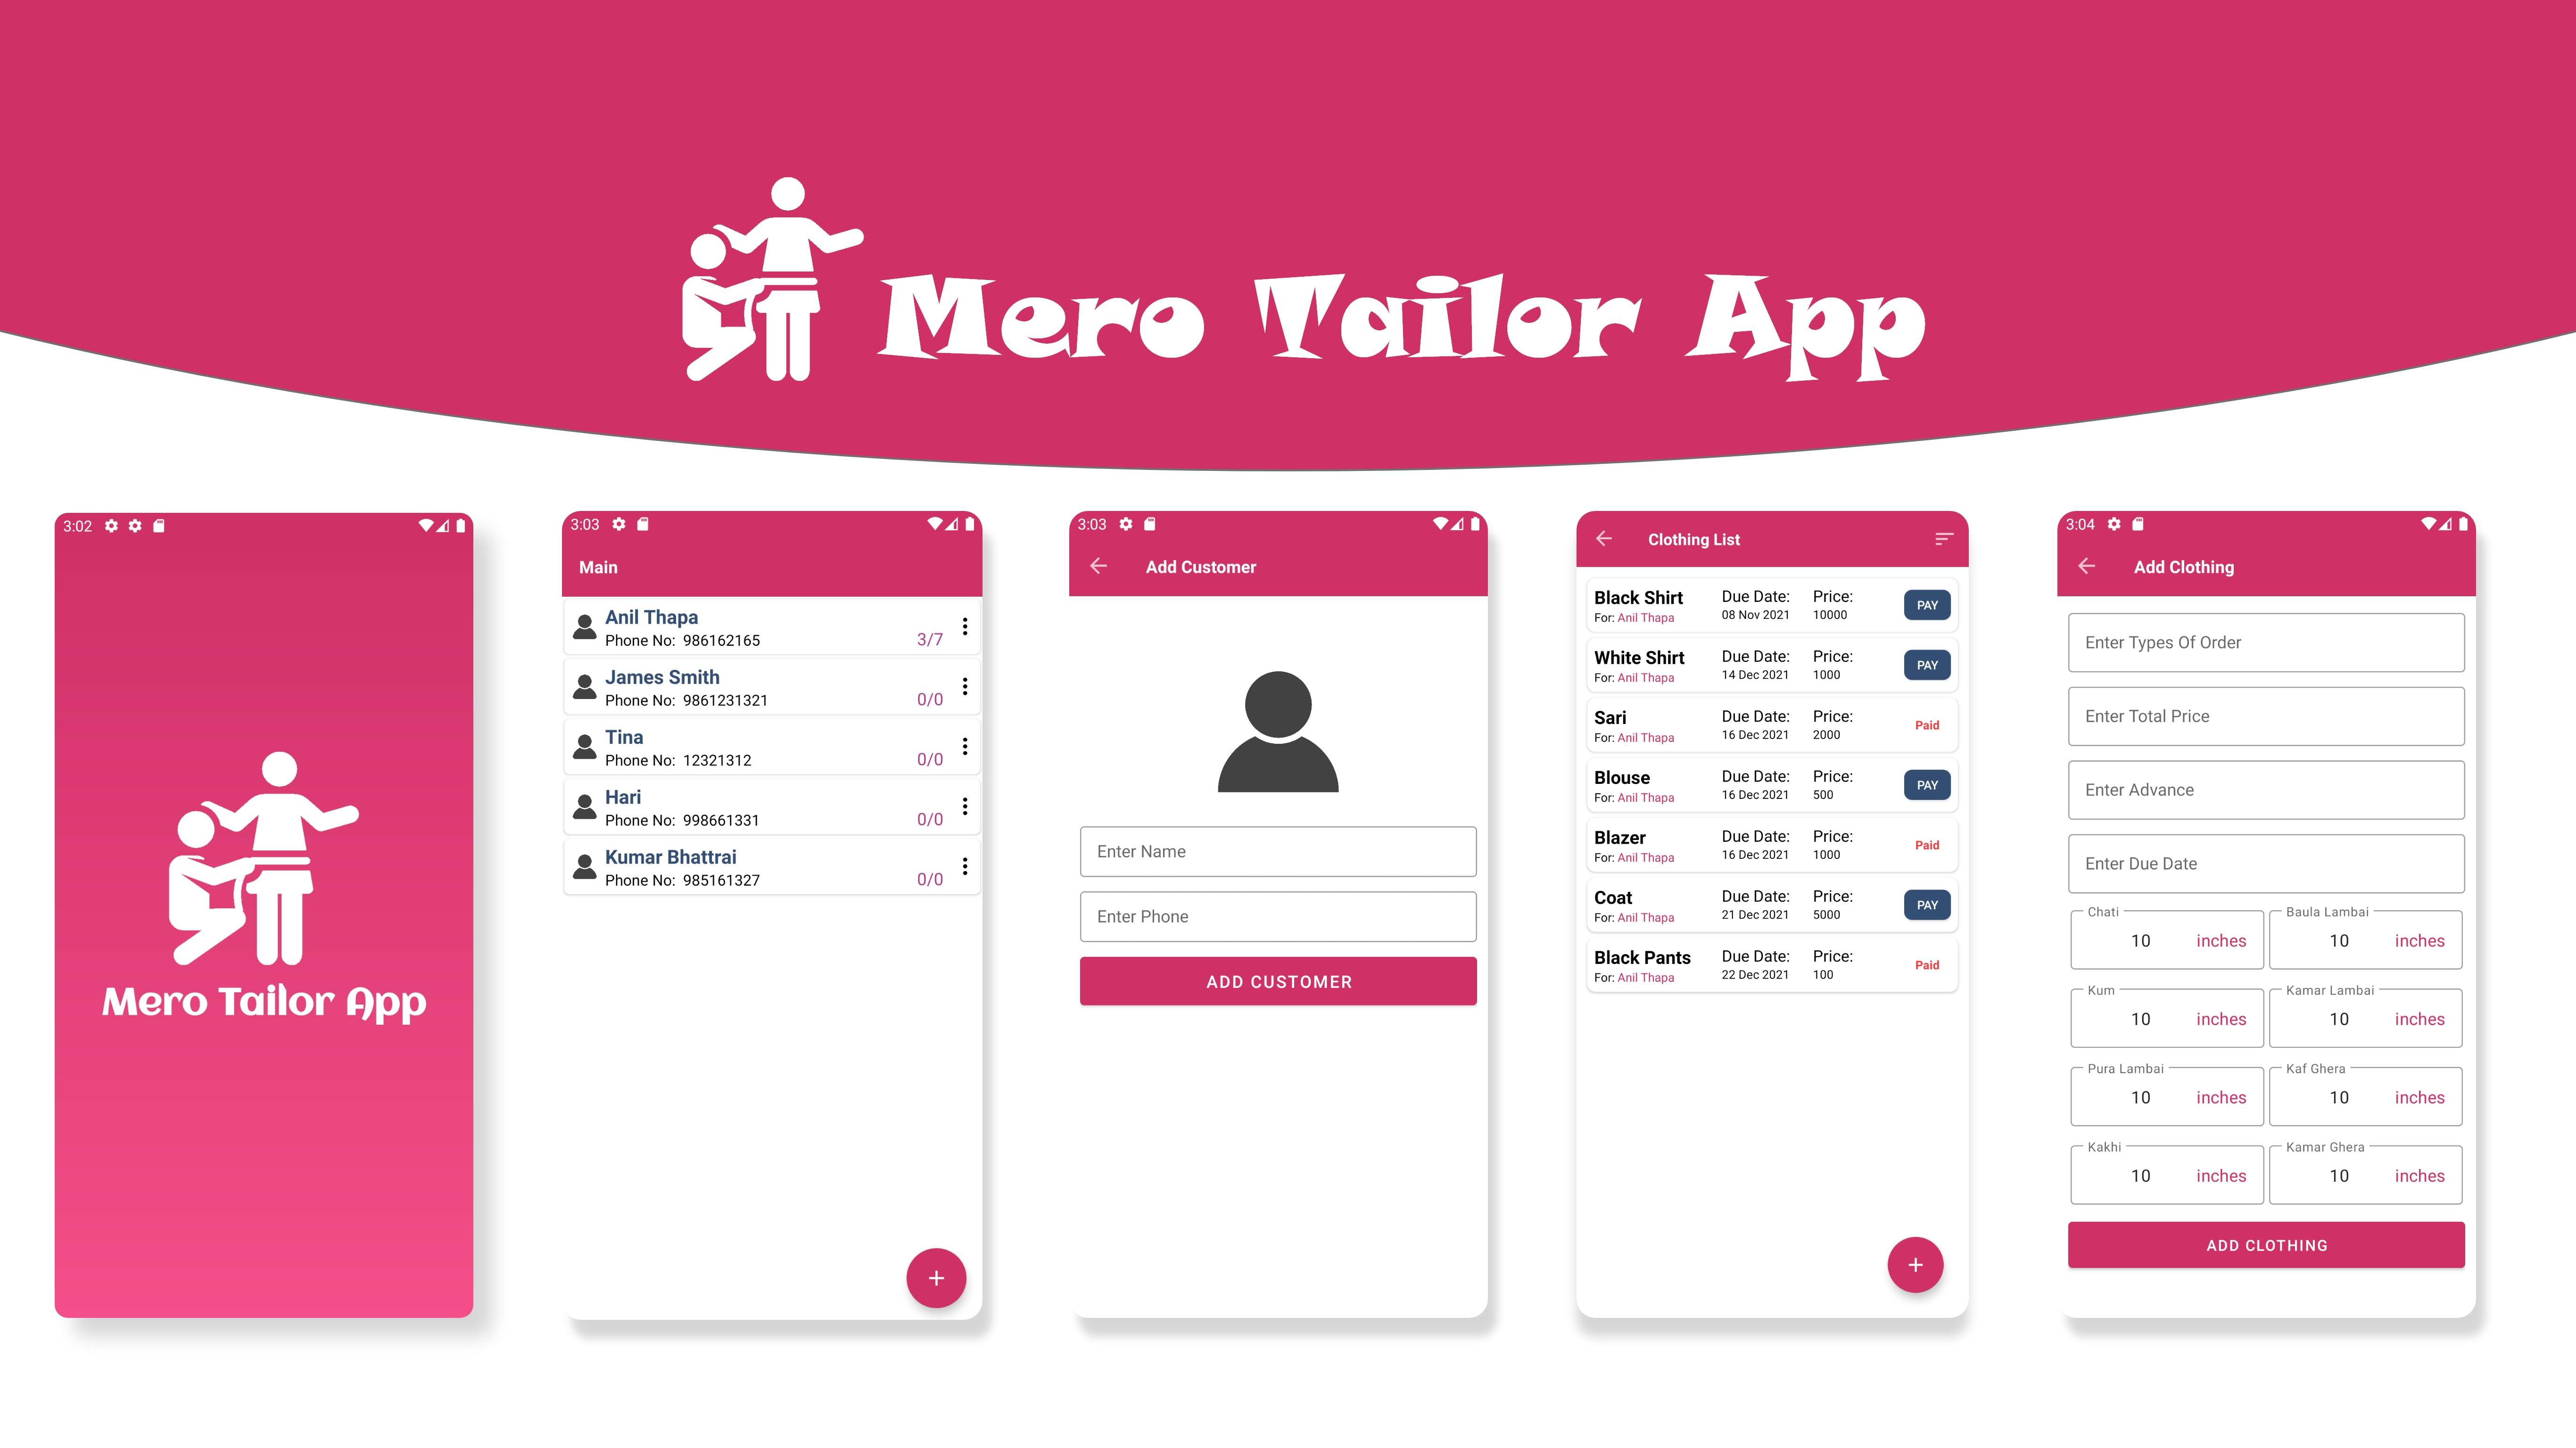 Mero Tailor App
3:02
Mero Tailor App
3:03
Main
Anil Thapa
Phone No: 986162165
3/7
James Smith
Phone No: 9861231321
0/0
Tina
Phone No: 12321312
0/0
Hari
Phone No: 998661331
0/0
Kumar Bhattrai
Phone No: 985161327
0/0
+
3:03
Add Customer
Enter Name
Enter Phone
ADD CUSTOMER
Clothing List
Black Shirt Due Date: Price:
For: Anil Thapa 08 Nov 2021 10000 PAY
White Shirt Due Date: Price:
For: Anil Thapa 14 Dec 2021 1000 PAY
Sari Due Date: Price:
For: Anil Thapa 16 Dec 2021 2000 Paid
Blouse Due Date: Price:
For: Anil Thapa 16 Dec 2021 500 PAY
Blazer Due Date: Price:
For: Anil Thapa 16 Dec 2021 1000 Paid
Coat Due Date: Price:
For: Anil Thapa 21 Dec 2021 5000 PAY
Black Pants Due Date: Price:
For: Anil Thapa 22 Dec 2021 100 Paid
+
3:04
Add Clothing
Enter Types Of Order
Enter Total Price
Enter Advance
Enter Due Date
Chati Baula Lambai
10 inches 10 inches
Kum Kamar Lambai
10 inches 10 inches
Pura Lambai Kaf Ghera
10 inches 10 inches
Kakhi Kamar Ghera
10 inches 10 inches
ADD CLOTHING